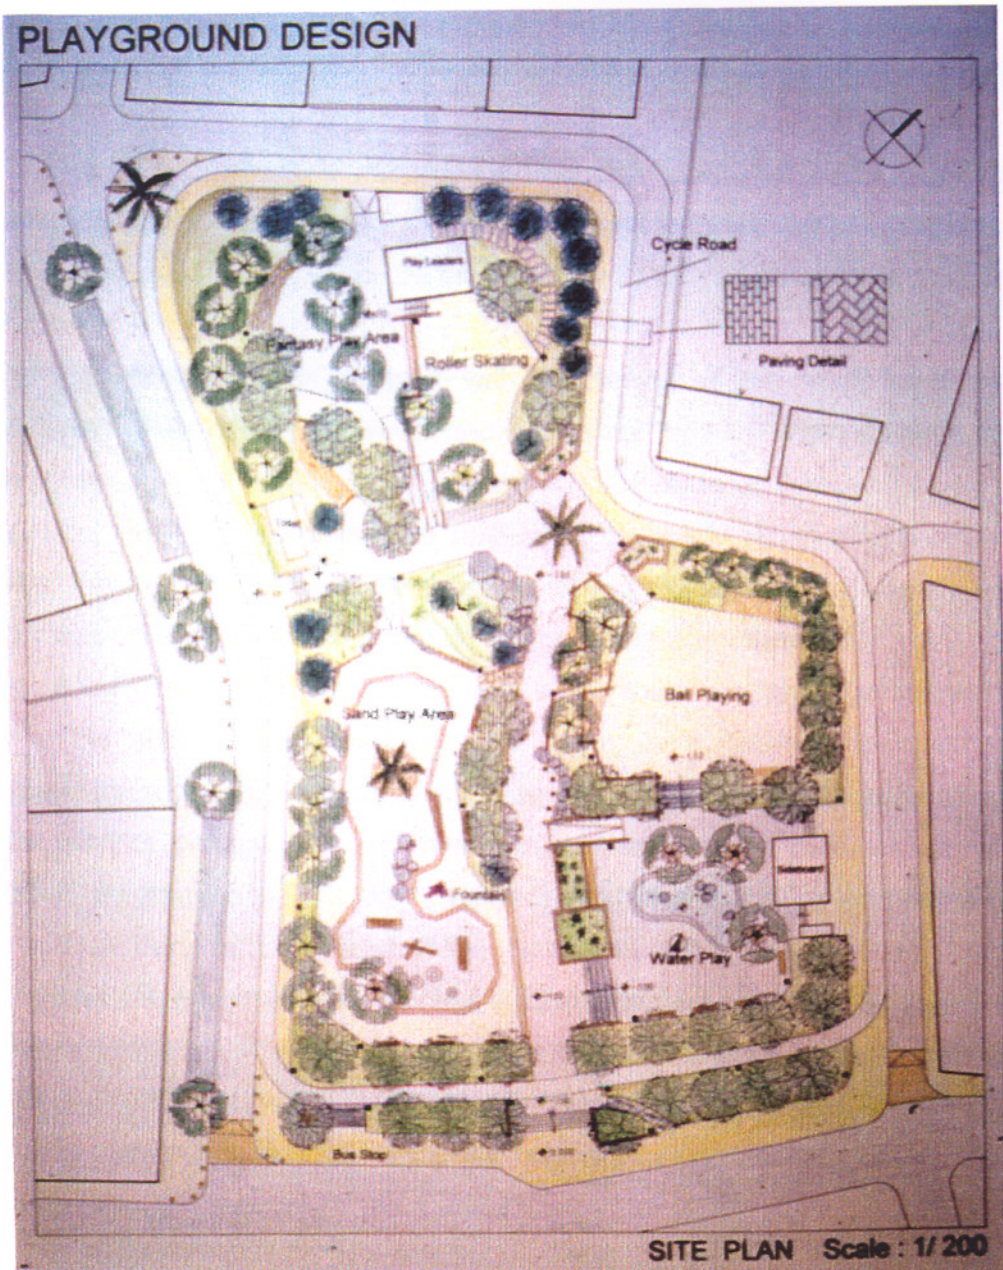 PLAYGROUND DESIGN
Cycle Road
Play Leaders
Fantasy Play Area
Roller Skating
Paving Detail
Toilet
Ball Playing
Sand Play Area
Fountain
Water Play
Bus Stop
SITE PLAN Scale : 1/ 200